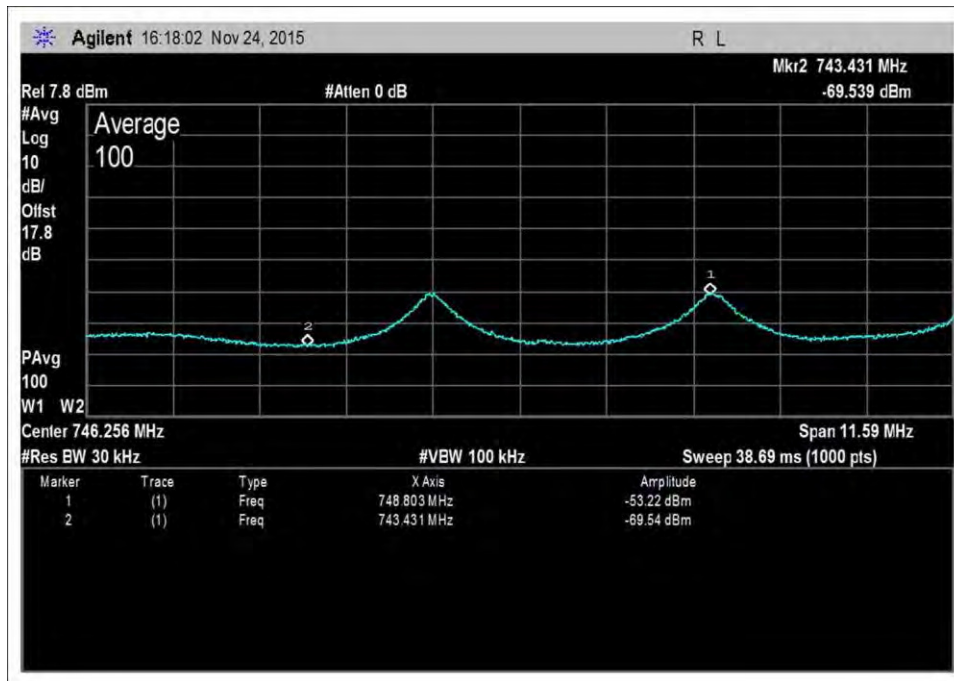 Agilent 16:18:02 Nov 24, 2015 R L
Mkr2 743.431 MHz
Ref 7.8 dBm #Atten 0 dB -69.539 dBm
#Avg
Log
10
dB/
Offst
17.8
dB
Average
100
1
2
PAvg
100
W1 W2
Center 746.256 MHz Span 11.59 MHz
#Res BW 30 kHz #VBW 100 kHz Sweep 38.69 ms (1000 pts)
Marker Trace Type X Axis Amplitude
1 (1) Freq 748.803 MHz -53.22 dBm
2 (1) Freq 743.431 MHz -69.54 dBm